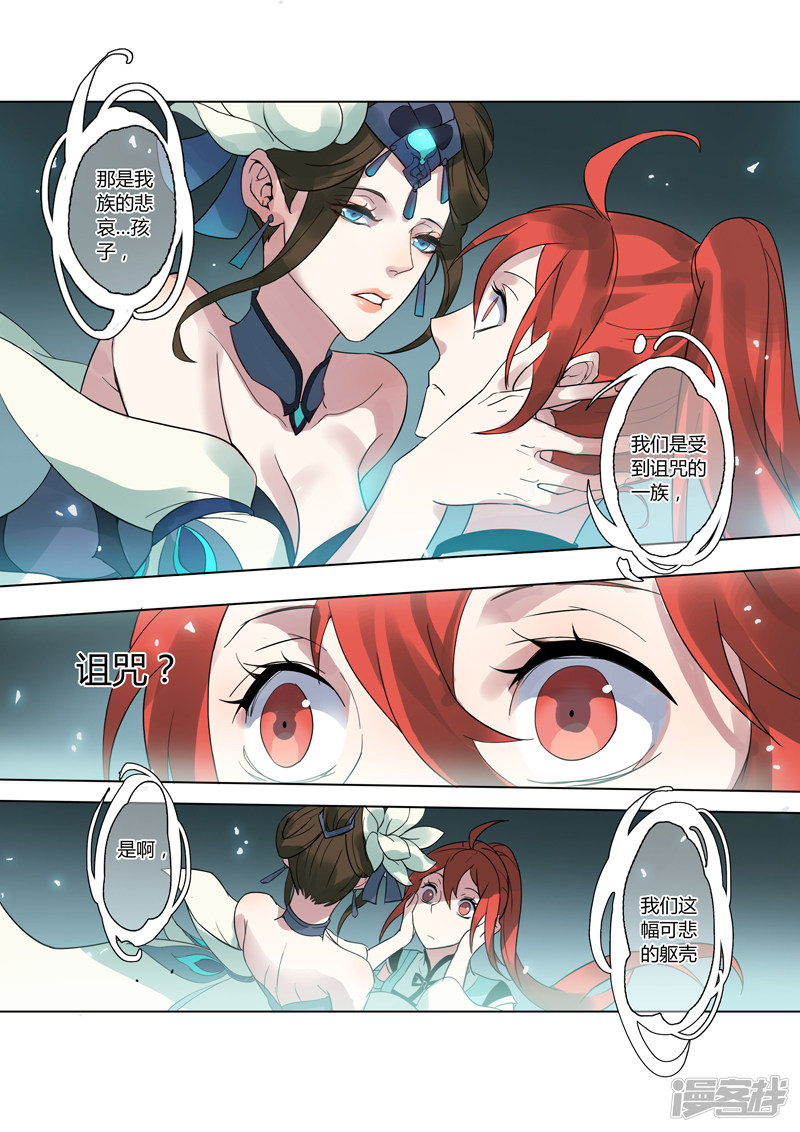 那是我
族的悲
哀...孩
子，
我们是受
到诅咒的
一族，
诅咒？
是啊，
我们这
幅可悲
的躯壳
漫客栈